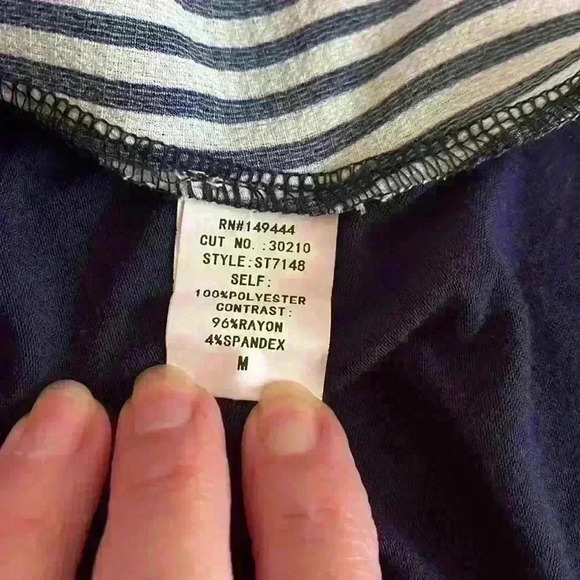 RN#149444
CUT NO. :30210
STYLE:ST7148
SELF:
100%POLYESTER
CONTRAST:
96%RAYON
4%SPANDEX
M